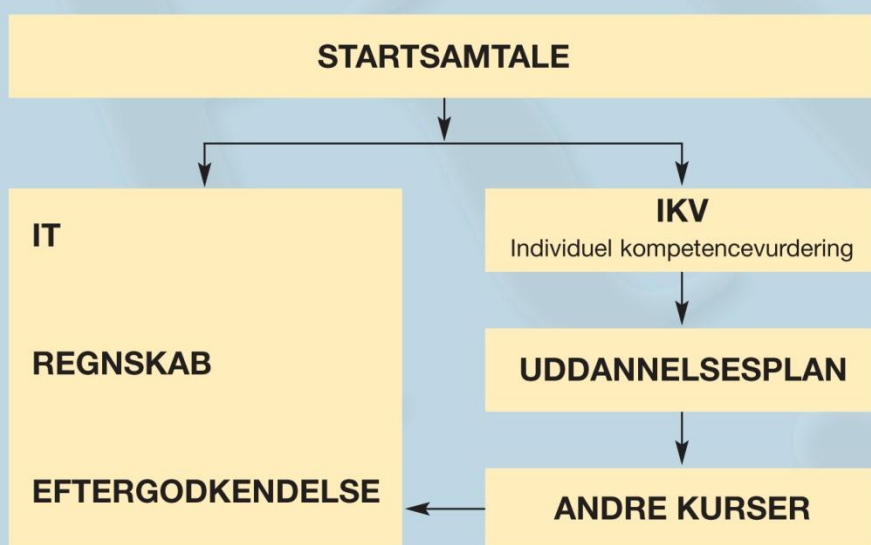 STARTSAMTALE
IT
REGNSKAB
EFTERGODKENDELSE
IKV
Individuel kompetencevurdering
UDDANNELSESPLAN
ANDRE KURSER